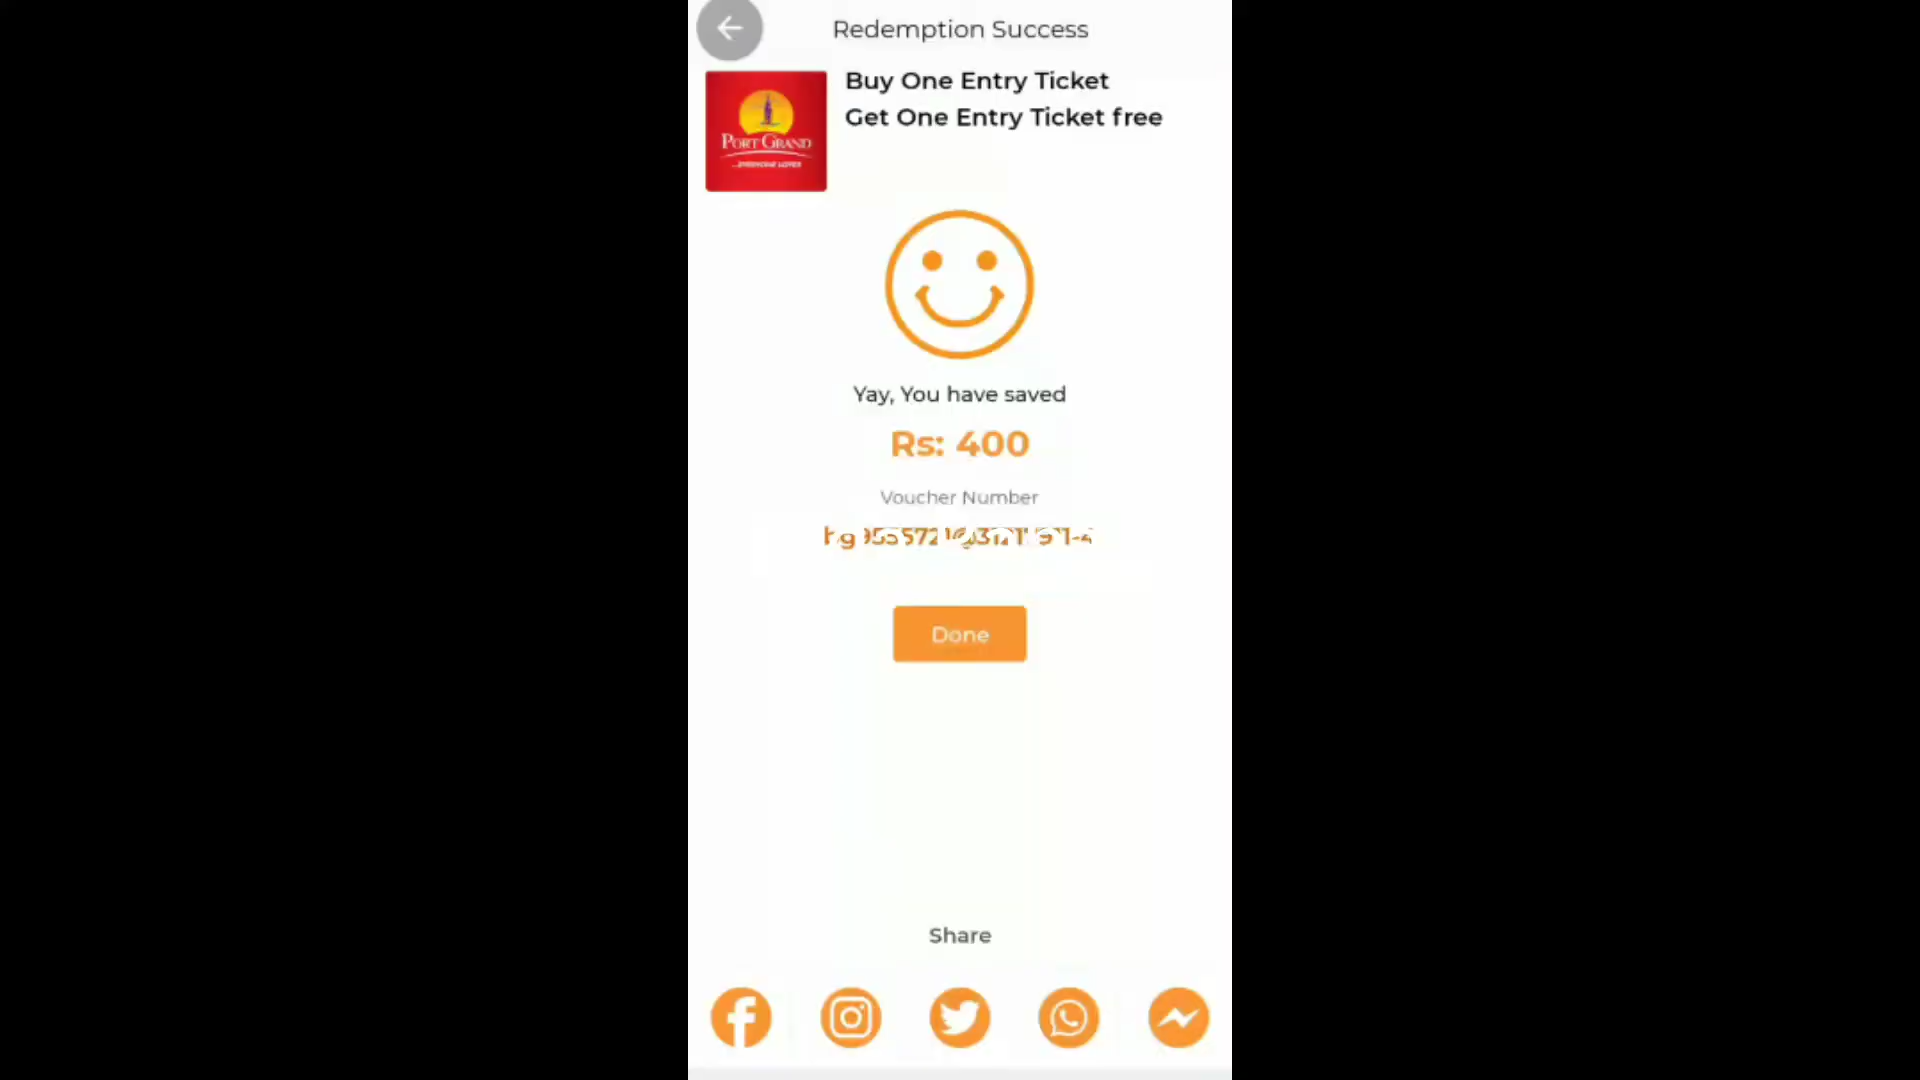 Redemption Success
Buy One Entry Ticket
Get One Entry Ticket free
PORT GRAND
Yay, You have saved
Rs: 400
Voucher Number
Done
Share